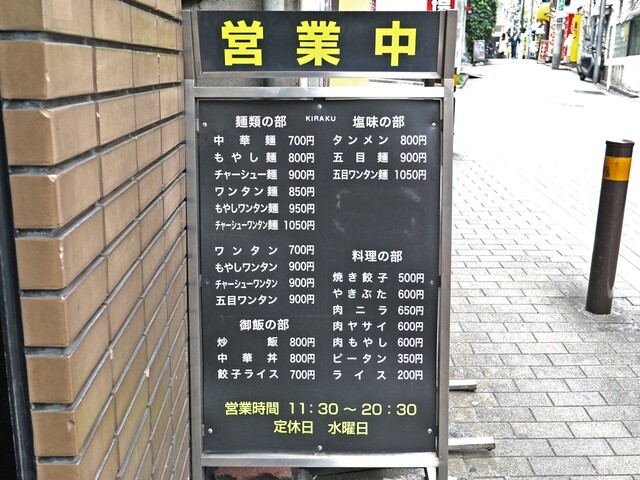 営業中
KIRAKU
麺類の部
中華麺 700円
もやし麺 800円
チャーシュー麺 900円
ワンタン麺 850円
もやしワンタン麺 950円
チャーシューワンタン麺 1050円
ワンタン 700円
もやしワンタン 900円
チャーシューワンタン 900円
五目ワンタン 900円
御飯の部
炒飯 800円
中華丼 800円
餃子ライス 700円
塩味の部
タンメン 800円
五目麺 900円
五目ワンタン麺 1050円
料理の部
焼き餃子 500円
やきぶた 600円
肉ニラ 650円
肉ヤサイ 600円
肉もやし 600円
ピータン 350円
ライス 200円
営業時間 11:30～20:30
定休日 水曜日